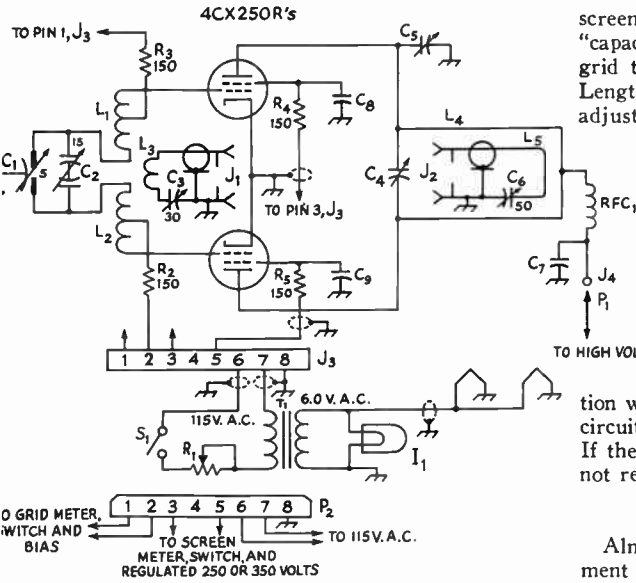 4CX250R's
TO PIN 1, J3
R3
150
C5
L1
R4
150
C8
L4
C1
5
15
C2
L3
C3
30
J1
C4
J2
L5
C6
50
RFC1
TO PIN 3, J3
L2
R2
150
R5
150
C9
C7
J4
P1
TO HIGH VOL
1 2 3 4 5 6 7 8 J3
115V. A.C.
T1
6.0 V. A.C.
S1
R1
I1
1 2 3 4 5 6 7 8 P2
O GRID METER,
WITCH AND
BIAS
TO SCREEN
METER, SWITCH, AND
REGULATED 250 OR 350 VOLTS
TO 115V. A.C.
screen
"capac
grid t
Lengt
adjust
tion w
circuit
If the
not re
Aln
ment